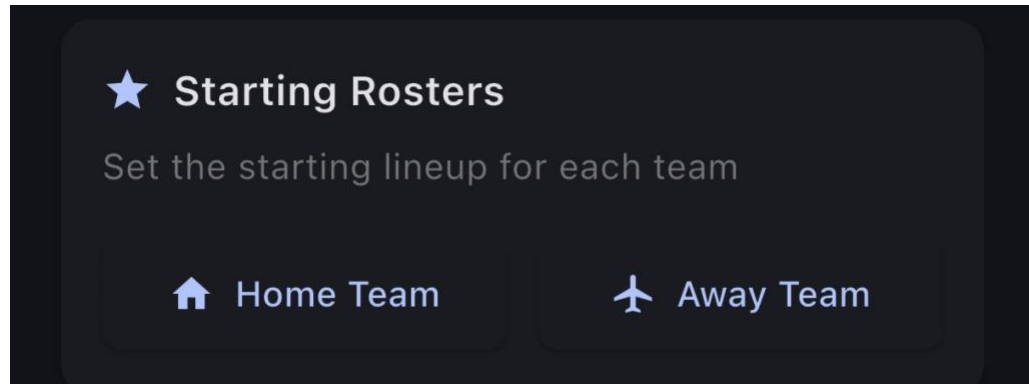 Starting Rosters
Set the starting lineup for each team
Home Team
Away Team